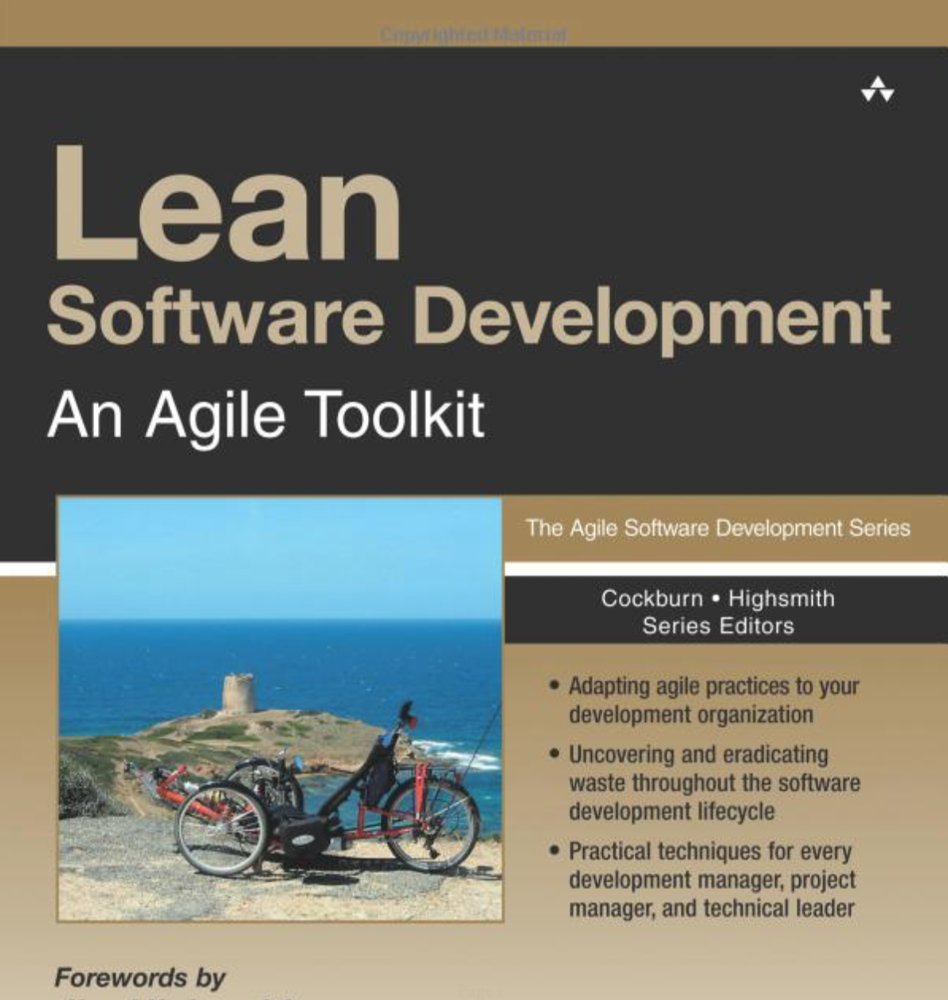 Copyrighted Material
Lean
Software Development
An Agile Toolkit
The Agile Software Development Series
Cockburn • Highsmith
Series Editors
• Adapting agile practices to your
development organization
• Uncovering and eradicating
waste throughout the software
development lifecycle
• Practical techniques for every
development manager, project
manager, and technical leader
Forewords by